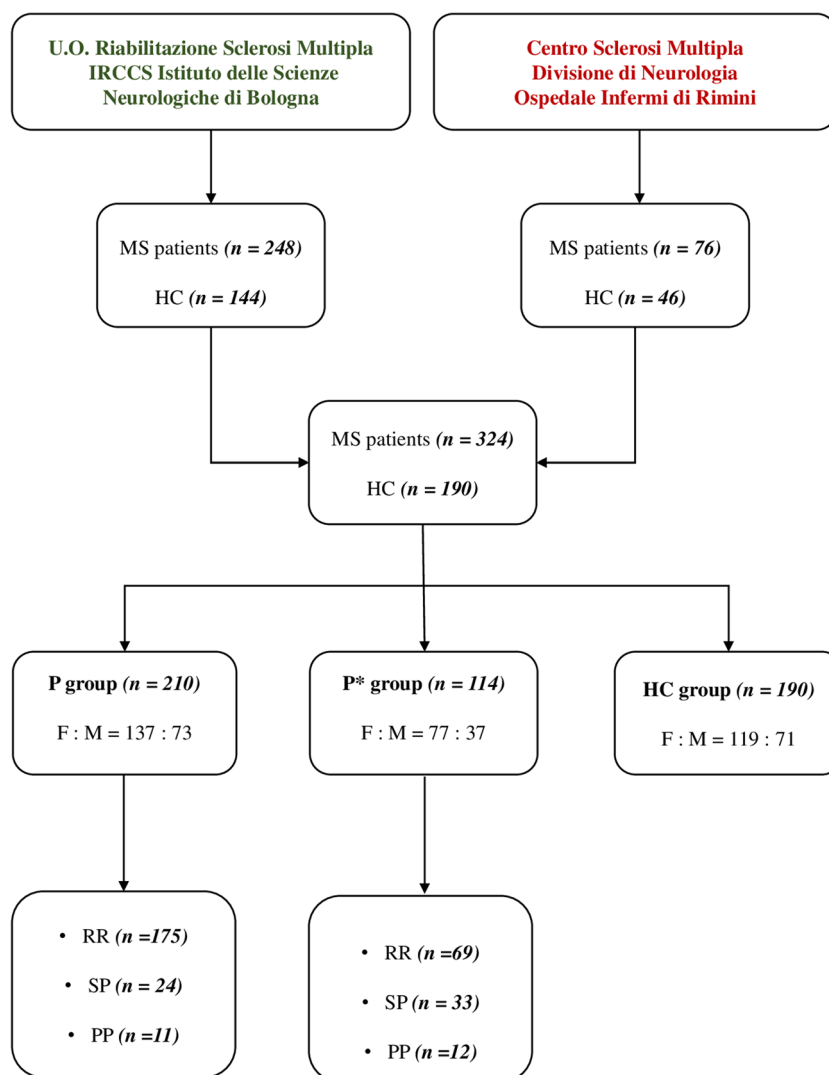 U.O. Riabilitazione Sclerosi Multipla
IRCCS Istituto delle Scienze
Neurologiche di Bologna
Centro Sclerosi Multipla
Divisione di Neurologia
Ospedale Infermi di Rimini
MS patients (n = 248)
HC (n = 144)
MS patients (n = 76)
HC (n = 46)
MS patients (n = 324)
HC (n = 190)
P group (n = 210)
F : M = 137 : 73
P* group (n = 114)
F : M = 77 : 37
HC group (n = 190)
F : M = 119 : 71
• RR (n =175)
• SP (n = 24)
• PP (n =11)
• RR (n =69)
• SP (n = 33)
• PP (n =12)